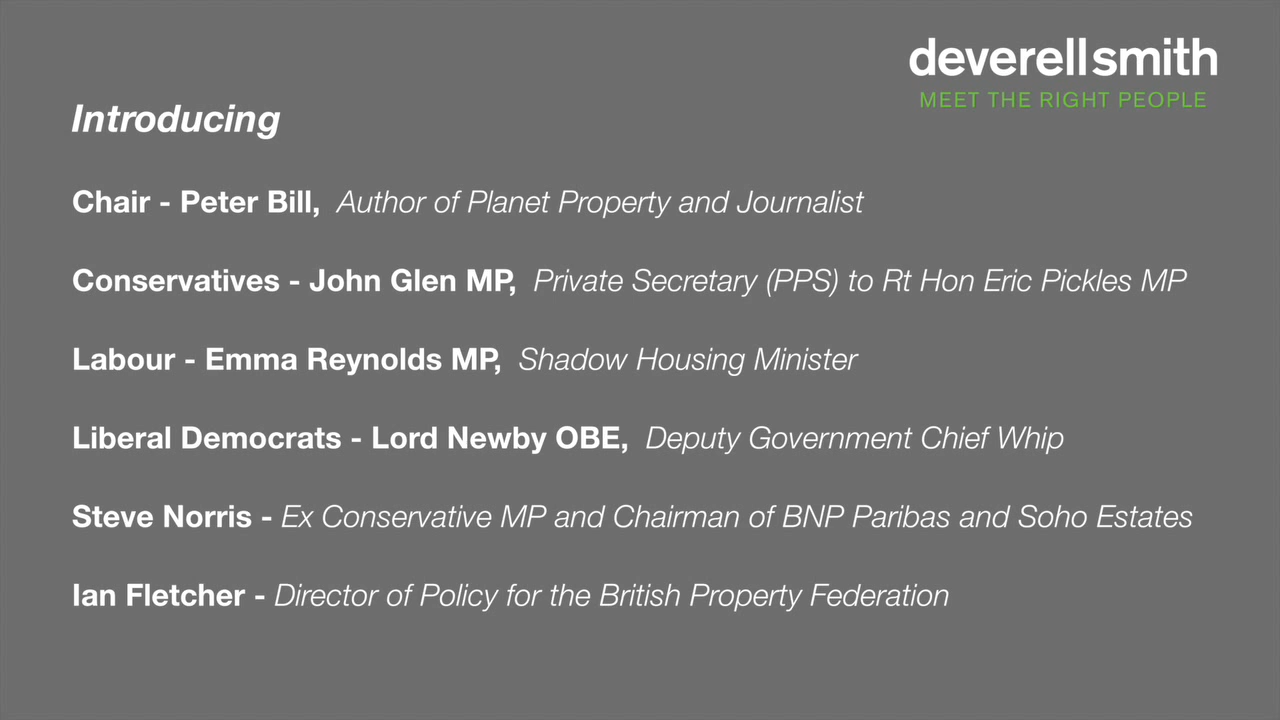 deverellsmith
MEET THE RIGHT PEOPLE
Introducing
Chair - Peter Bill, Author of Planet Property and Journalist
Conservatives - John Glen MP, Private Secretary (PPS) to Rt Hon Eric Pickles MP
Labour - Emma Reynolds MP, Shadow Housing Minister
Liberal Democrats - Lord Newby OBE, Deputy Government Chief Whip
Steve Norris - Ex Conservative MP and Chairman of BNP Paribas and Soho Estates
Ian Fletcher - Director of Policy for the British Property Federation